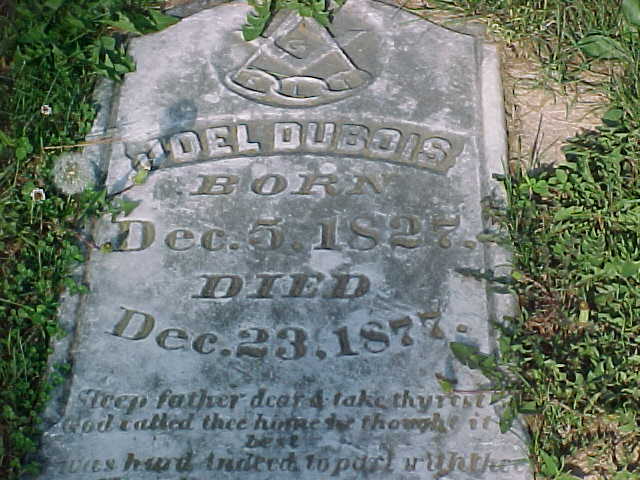 G
DUBOIS
BORN
Dec. 5. 1827.
DIED
Dec. 23, 1877.
Sleep father dear & take thy rest
God called thee home he thought it
best
was hard indeed to part with thee